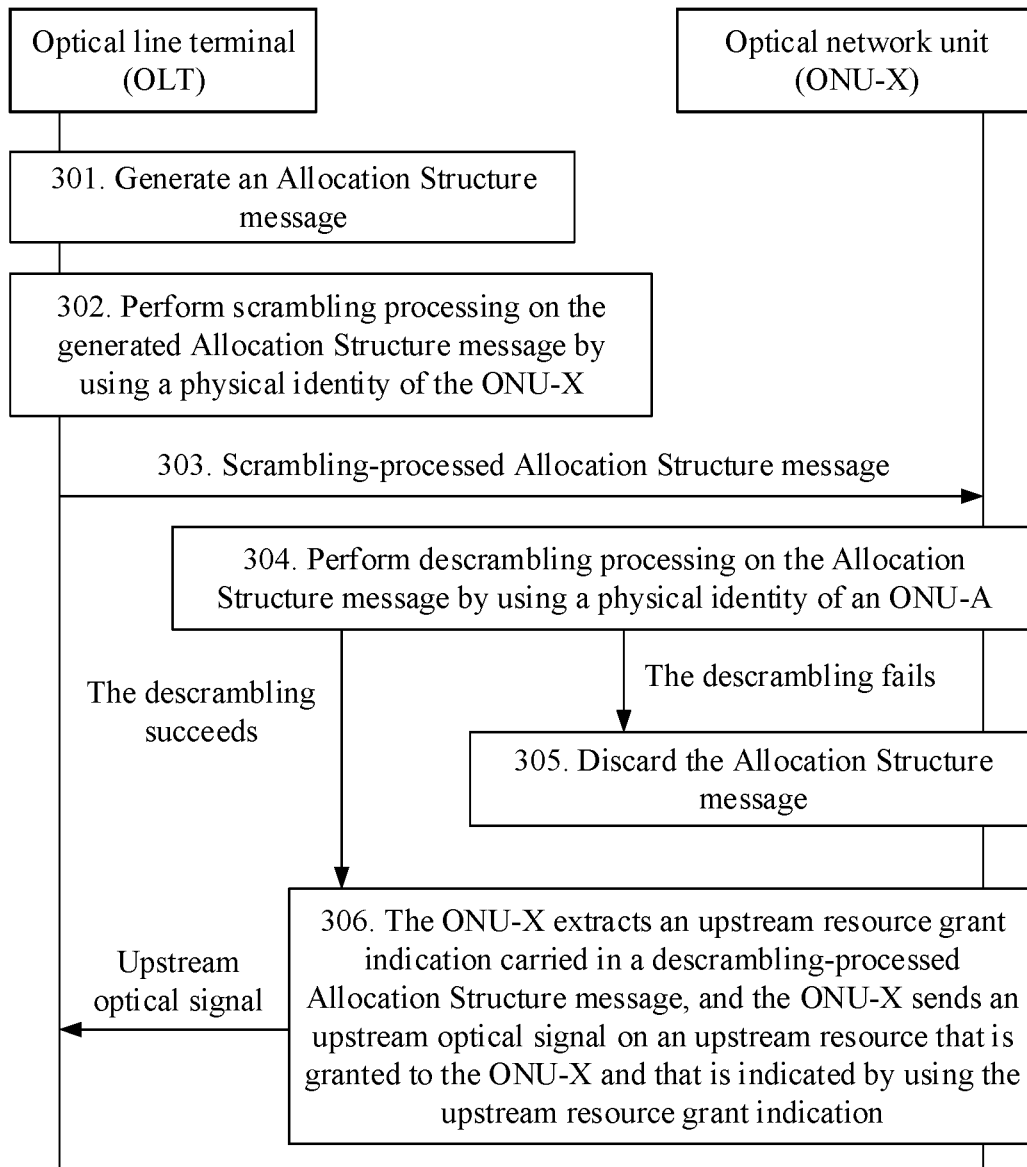 Optical line terminal
(OLT)
Optical network unit
(ONU-X)
301. Generate an Allocation Structure
message
302. Perform scrambling processing on the
generated Allocation Structure message by
using a physical identity of the ONU-X
303. Scrambling-processed Allocation Structure message
304. Perform descrambling processing on the Allocation
Structure message by using a physical identity of an ONU-A
The descrambling
succeeds
The descrambling fails
305. Discard the Allocation Structure
message
306. The ONU-X extracts an upstream resource grant
indication carried in a descrambling-processed
Allocation Structure message, and the ONU-X sends an
upstream optical signal on an upstream resource that is
granted to the ONU-X and that is indicated by using the
upstream resource grant indication
Upstream
optical signal